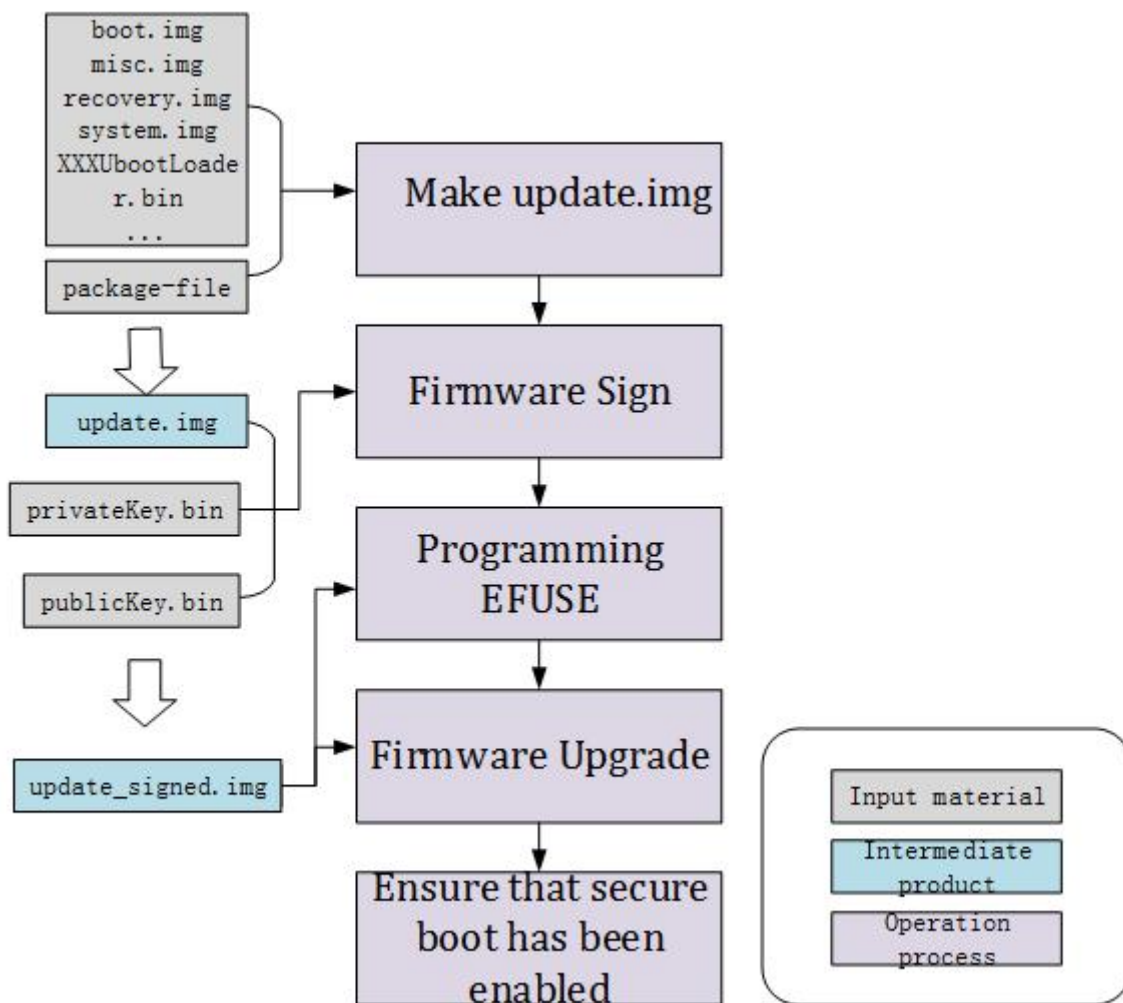 boot.img
misc.img
recovery.img
system.img
XXXUbootLoade
r.bin
...
package-file
update.img
privateKey.bin
publicKey.bin
update_signed.img
Make update.img
Firmware Sign
Programming
EFUSE
Firmware Upgrade
Ensure that secure
boot has been
enabled
Input material
Intermediate
product
Operation
process